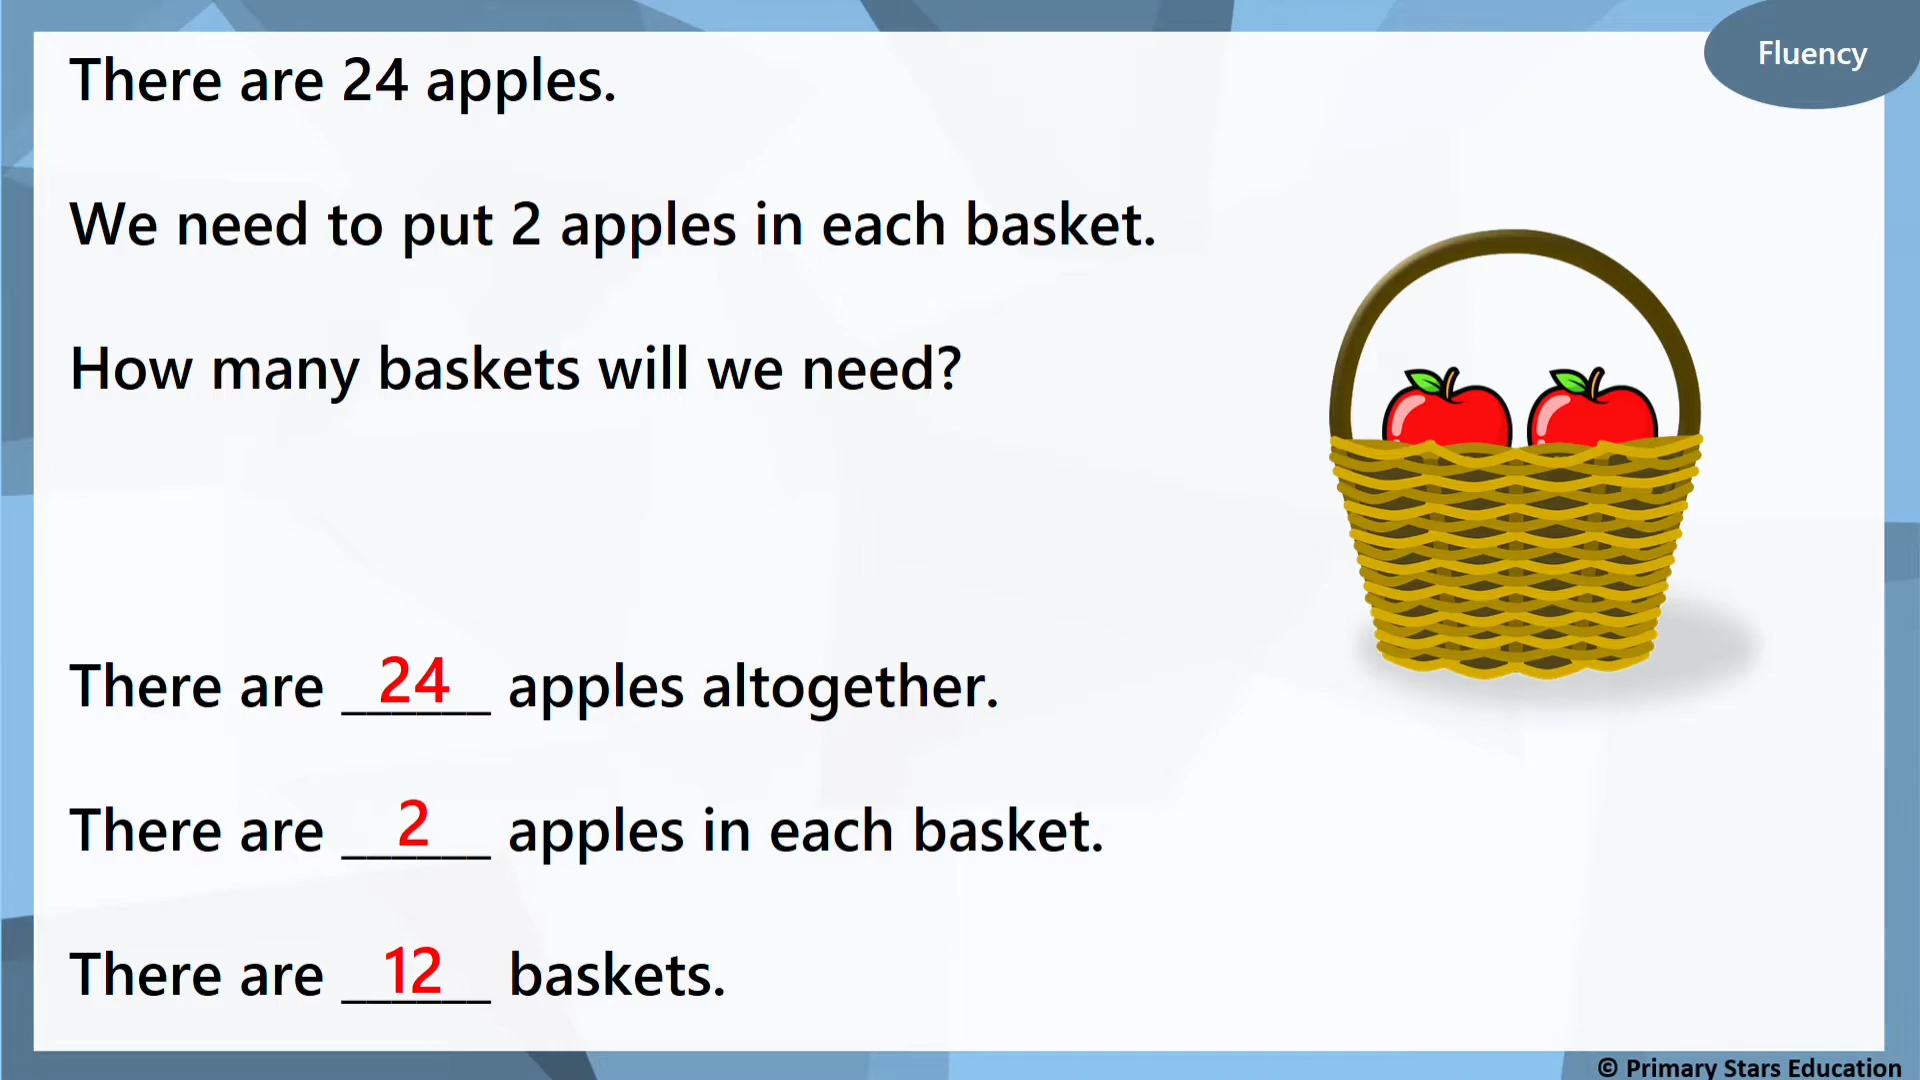 Fluency
There are 24 apples.
We need to put 2 apples in each basket.
How many baskets will we need?
There are 24 apples altogether.
There are 2 apples in each basket.
There are 12 baskets.
© Primary Stars Education